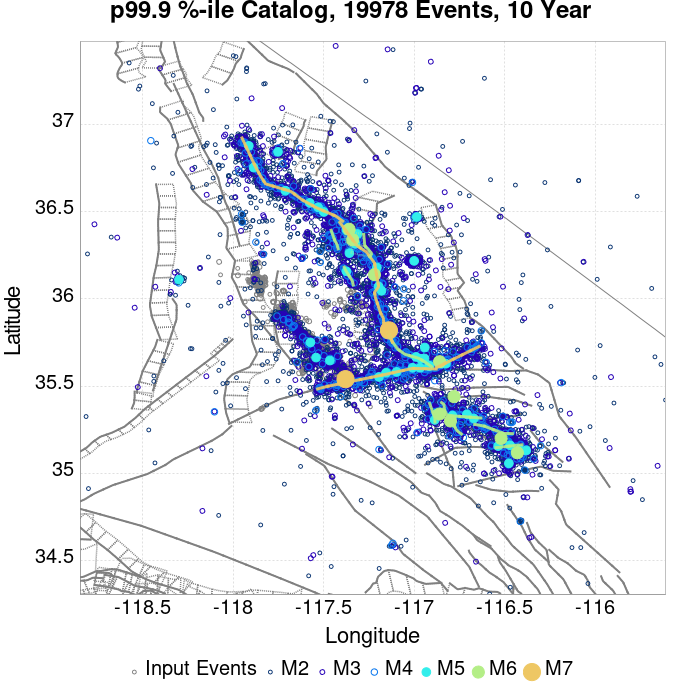 p99.9 %-ile Catalog, 19978 Events, 10 Year
37
36.5
36
35.5
35
34.5
Latitude
-118.5 -118 -117.5 -117 -116.5 -116
Longitude
Input Events M2 M3 M4 M5 M6 M7